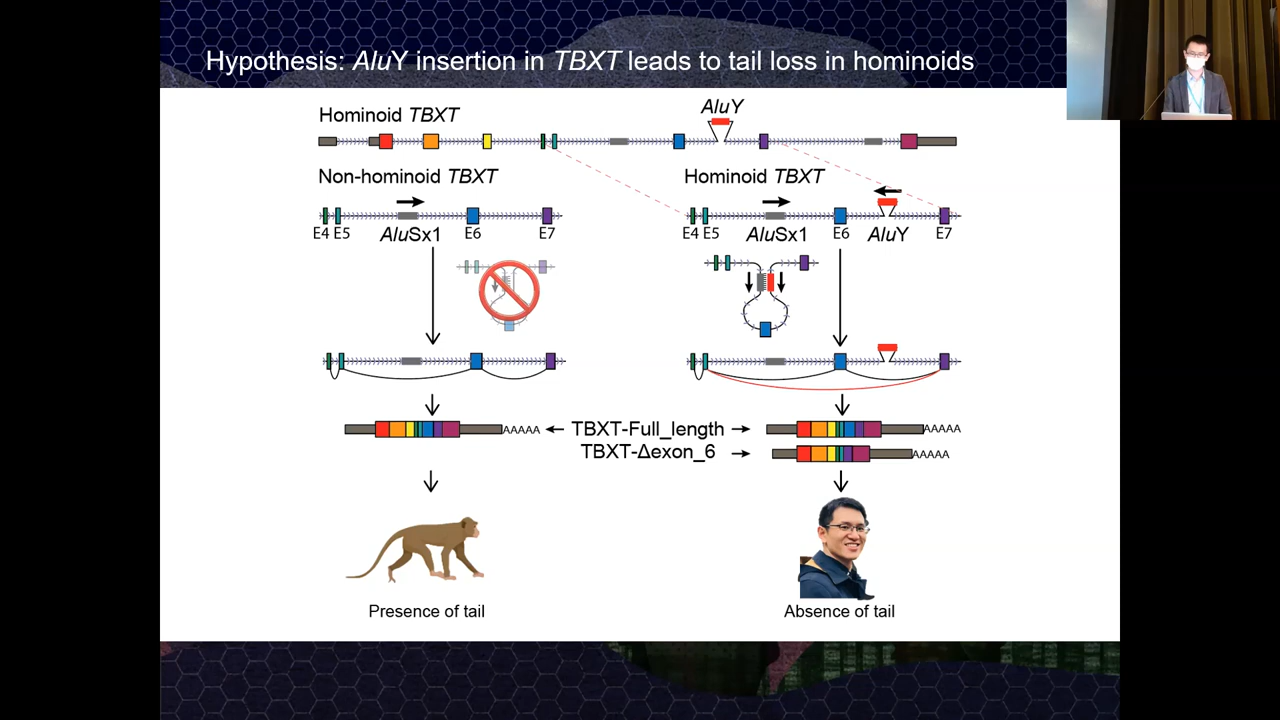 Hypothesis: AluY insertion in TBXT leads to tail loss in hominoids
Hominoid TBXT
AluY
Non-hominoid TBXT
Hominoid TBXT
E4 E5 AluSx1 E6 E7
E4 E5 AluSx1 E6 AluY E7
AAAAA
TBXT-Full_length
AAAAA
TBXT-Δexon_6
AAAAA
Presence of tail
Absence of tail